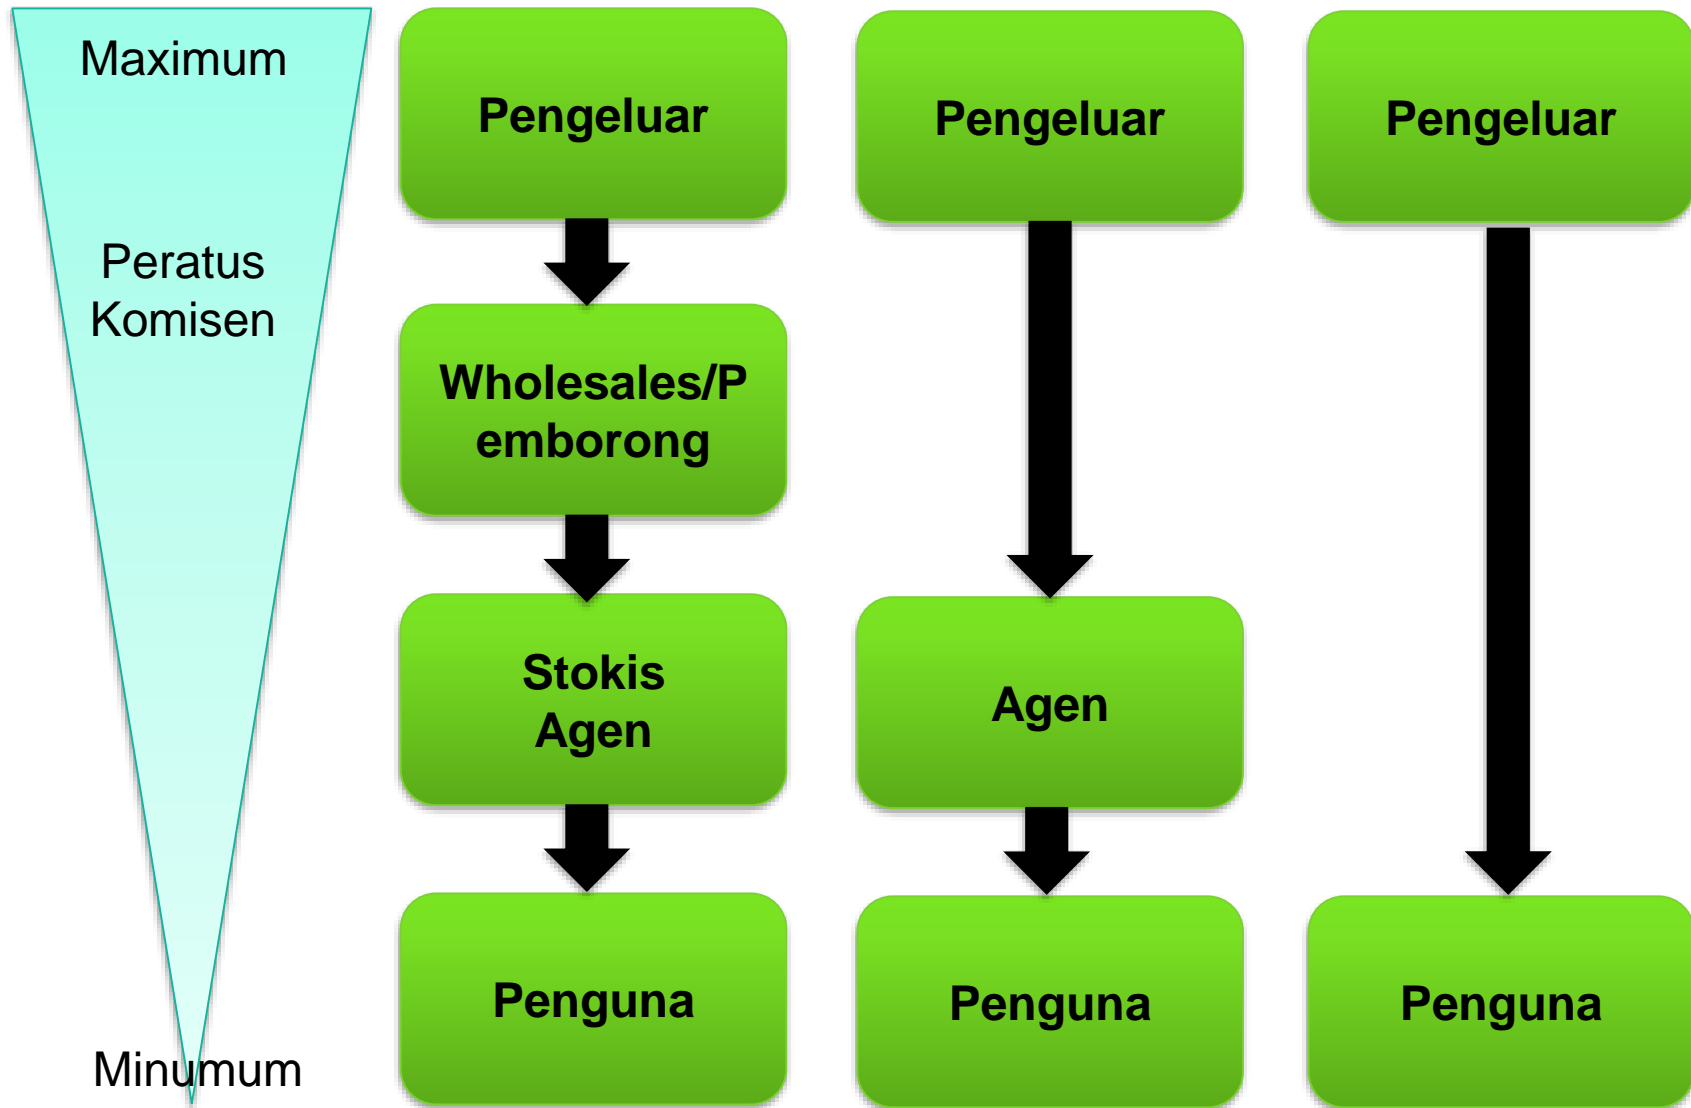 Maximum
Peratus
Komisen
Minumum
Pengeluar
Wholesales/P
emborong
Stokis
Agen
Penguna
Pengeluar
Agen
Penguna
Pengeluar
Penguna